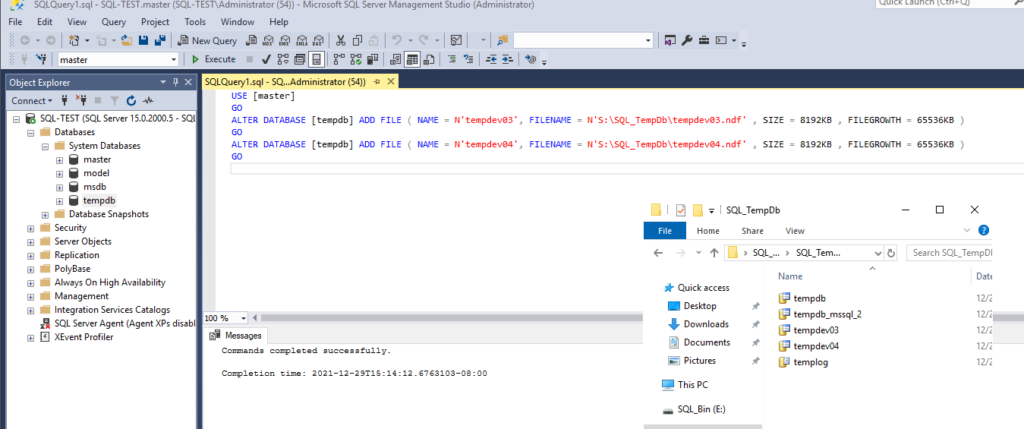 SQLQuery1.sql - SQL-TEST.master (SQL-TEST\Administrator (54)) - Microsoft SQL Server Management Studio (Administrator)
Quick Launch (Ctrl+Q)
File Edit View Query Project Tools Window Help
New Query
MDX DMX XMLA DAX
master
Execute
Object Explorer
Connect
SQL-TEST (SQL Server 15.0.2000.5 - SQL
Databases
System Databases
master
model
msdb
tempdb
Database Snapshots
Security
Server Objects
Replication
PolyBase
Always On High Availability
Management
Integration Services Catalogs
SQL Server Agent (Agent XPs disabl
XEvent Profiler
SQLQuery1.sql - SQ...Administrator (54))
USE [master]
GO
ALTER DATABASE [tempdb] ADD FILE ( NAME = N'tempdev03', FILENAME = N'S:\SQL_TempDb\tempdev03.ndf' , SIZE = 8192KB , FILEGROWTH = 65536KB )
GO
ALTER DATABASE [tempdb] ADD FILE ( NAME = N'tempdev04', FILENAME = N'S:\SQL_TempDb\tempdev04.ndf' , SIZE = 8192KB , FILEGROWTH = 65536KB )
GO
100 %
Messages
Commands completed successfully.
Completion time: 2021-12-29T15:14:12.6763103-08:00
SQL_TempDb
File Home Share View
SQL_... SQL_Tem...
Search SQL_TempDb
Name Date
Quick access
Desktop
Downloads
Documents
Pictures
This PC
SQL_Bin (E:)
tempdb 12/2
tempdb_mssql_2 12/2
tempdev03 12/2
tempdev04 12/2
templog 12/2